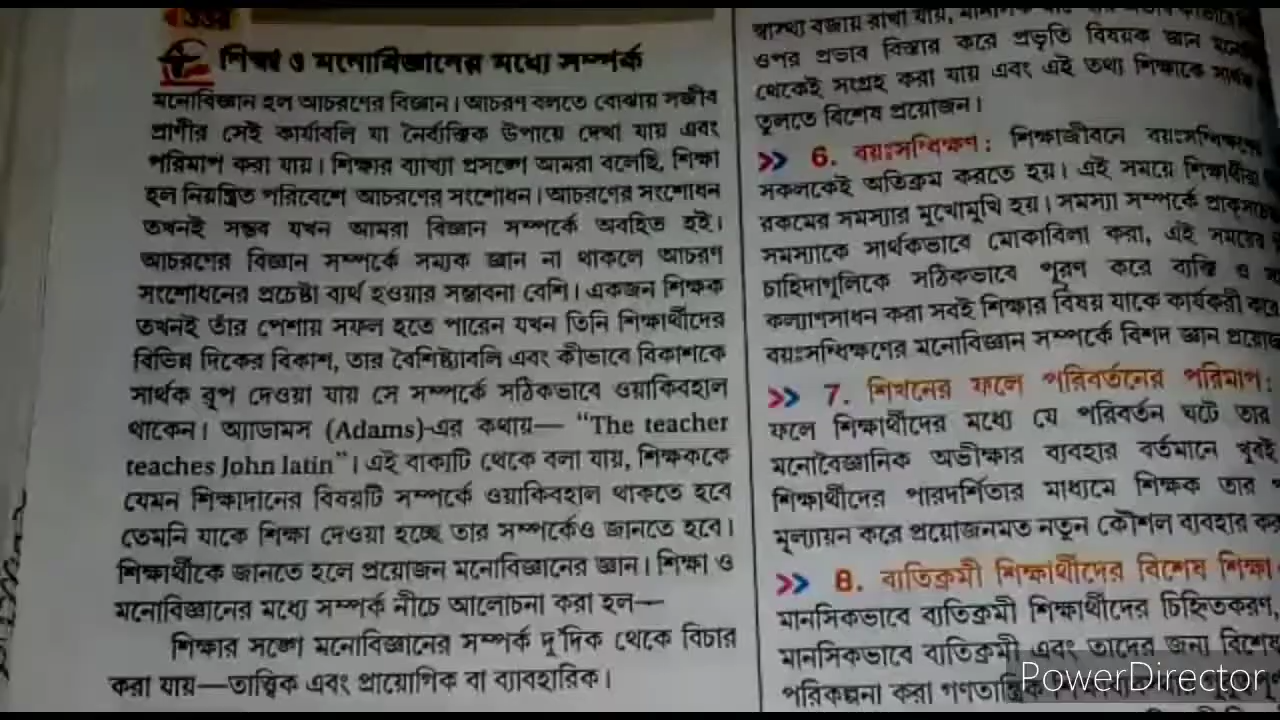 শিক্ষা ও মনোবিজ্ঞানের মধ্যে সম্পর্ক
মনোবিজ্ঞান হল আচরণের বিজ্ঞান। আচরণ বলতে বোঝায় সজীব
প্রাণীর সেই কার্যাবলি যা নৈর্ব্যক্তিক উপায়ে দেখা যায় এবং
পরিমাপ করা যায়। শিক্ষার ব্যাখ্যা প্রসঙ্গে আমরা বলেছি, শিক্ষা
হল নিয়ন্ত্রিত পরিবেশে আচরণের সংশোধন। আচরণের সংশোধন
তখনই সম্ভব যখন আমরা বিজ্ঞান সম্পর্কে অবহিত হই।
আচরণের বিজ্ঞান সম্পর্কে সম্যক জ্ঞান না থাকলে আচরণ
সংশোধনের প্রচেষ্টা ব্যর্থ হওয়ার সম্ভাবনা বেশি। একজন শিক্ষক
তখনই তাঁর পেশায় সফল হতে পারেন যখন তিনি শিক্ষার্থীদের
বিভিন্ন দিকের বিকাশ, তার বৈশিষ্ট্যাবলি এবং কীভাবে বিকাশকে
সার্থক রূপ দেওয়া যায় সে সম্পর্কে সঠিকভাবে ওয়াকিবহাল
থাকেন। অ্যাডামস (Adams)-এর কথায়— "The teacher
teaches John latin"। এই বাক্যটি থেকে বলা যায়, শিক্ষককে
যেমন শিক্ষাদানের বিষয়টি সম্পর্কে ওয়াকিবহাল থাকতে হবে
তেমনি যাকে শিক্ষা দেওয়া হচ্ছে তার সম্পর্কেও জানতে হবে।
শিক্ষার্থীকে জানতে হলে প্রয়োজন মনোবিজ্ঞানের জ্ঞান। শিক্ষা ও
মনোবিজ্ঞানের মধ্যে সম্পর্ক নীচে আলোচনা করা হল—
শিক্ষার সঙ্গে মনোবিজ্ঞানের সম্পর্ক দু'দিক থেকে বিচার
করা যায়—তাত্ত্বিক এবং প্রায়োগিক বা ব্যাবহারিক।
স্বাস্থ্য বজায় রাখা যায়,
ওপর প্রভাব বিস্তার করে প্রভৃতি বিষয়ক জ্ঞান
থেকেই সংগ্রহ করা যায় এবং এই তথ্য শিক্ষাকে
তুলতে বিশেষ প্রয়োজন।
>> 6. বয়ঃসন্ধিক্ষণ: শিক্ষাজীবনে
সকলকেই অতিক্রম করতে হয়। এই সময়ে শিক্ষার্থীরা
রকমের সমস্যার মুখোমুখি হয়। সমস্যা সম্পর্কে
সমস্যাকে সার্থকভাবে মোকাবিলা করা, এই সময়ের
চাহিদাগুলিকে সঠিকভাবে পূরণ করে ব্যক্তি ও
কল্যাণসাধন করা সবই শিক্ষার বিষয় যাকে কার্যকরী
বয়ঃসন্ধিক্ষণের মনোবিজ্ঞান সম্পর্কে বিশদ জ্ঞান
>> 7. শিখনের ফলে পরিবর্তনের পরিমাপ:
ফলে শিক্ষার্থীদের মধ্যে যে পরিবর্তন ঘটে তার
মনোবৈজ্ঞানিক অভীক্ষার ব্যবহার বর্তমানে খুবই
শিক্ষার্থীদের পারদর্শিতার মাধ্যমে শিক্ষক তার
মূল্যায়ন করে প্রয়োজনমত নতুন কৌশল ব্যবহার
>> 8. ব্যতিক্রমী শিক্ষার্থীদের বিশেষ শিক্ষা
মানসিকভাবে ব্যতিক্রমী শিক্ষার্থীদের চিহ্নিতকরণ,
মানসিকভাবে ব্যতিক্রমী এবং তাদের জন্য বিশেষ
পরিকল্পনা করা গণতান্ত্রিক
PowerDirector